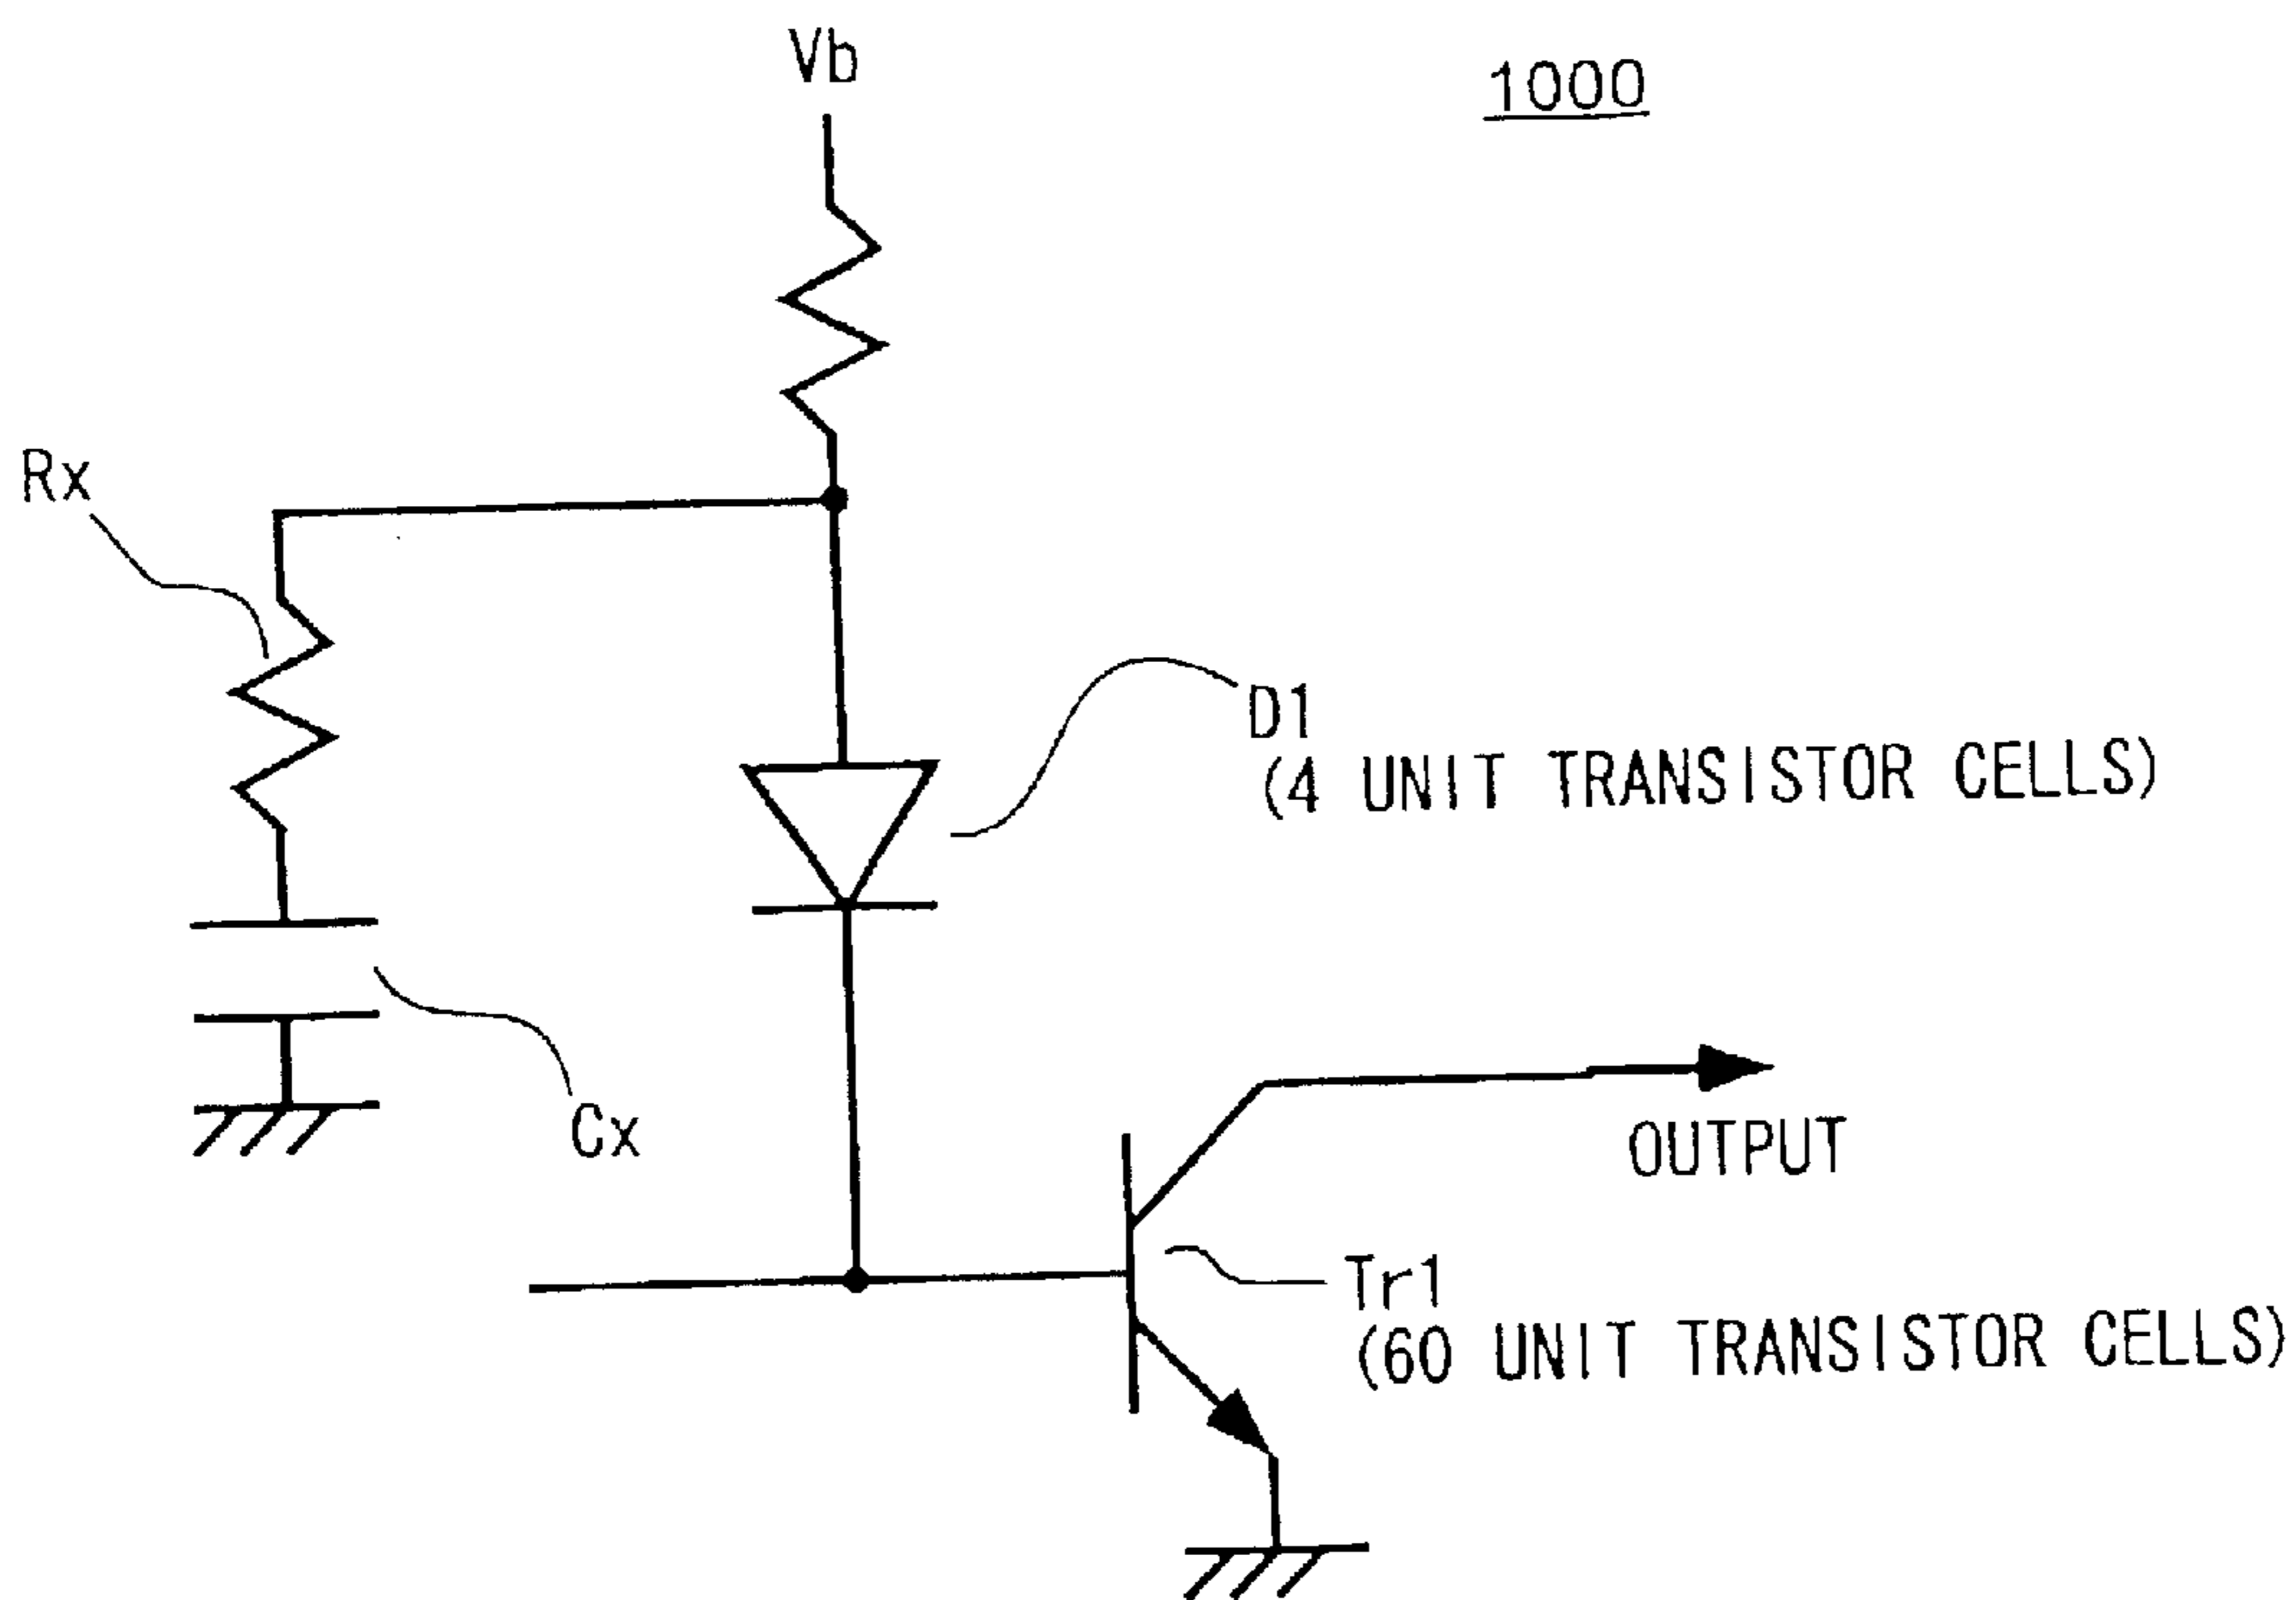 Vb
1000
Rx
D1
(4 UNIT TRANSISTOR CELLS)
Cx
OUTPUT
Tr1
(60 UNIT TRANSISTOR CELLS)